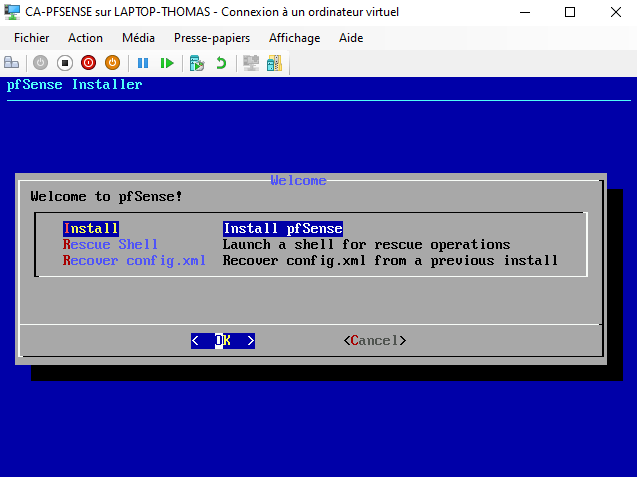 CA-PFSENSE sur LAPTOP-THOMAS - Connexion à un ordinateur virtuel
Fichier Action Média Presse-papiers Affichage Aide
pfSense Installer
Welcome
Welcome to pfSense!
Install Install pfSense
Rescue Shell Launch a shell for rescue operations
Recover config.xml Recover config.xml from a previous install
< OK > <Cancel>